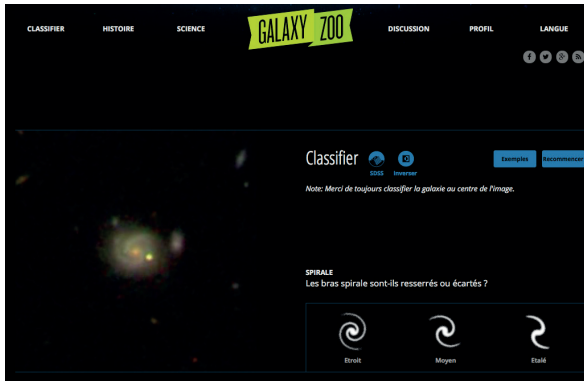 CLASSIFIER HISTOIRE SCIENCE GALAXY ZOO DISCUSSION PROFIL LANGUE
Classifier SDSS Inverser Exemples Recommencer
Note: Merci de toujours classifier la galaxie au centre de l'image.
SPIRALE
Les bras spirale sont-ils resserrés ou écartés ?
Etroit Moyen Etalé